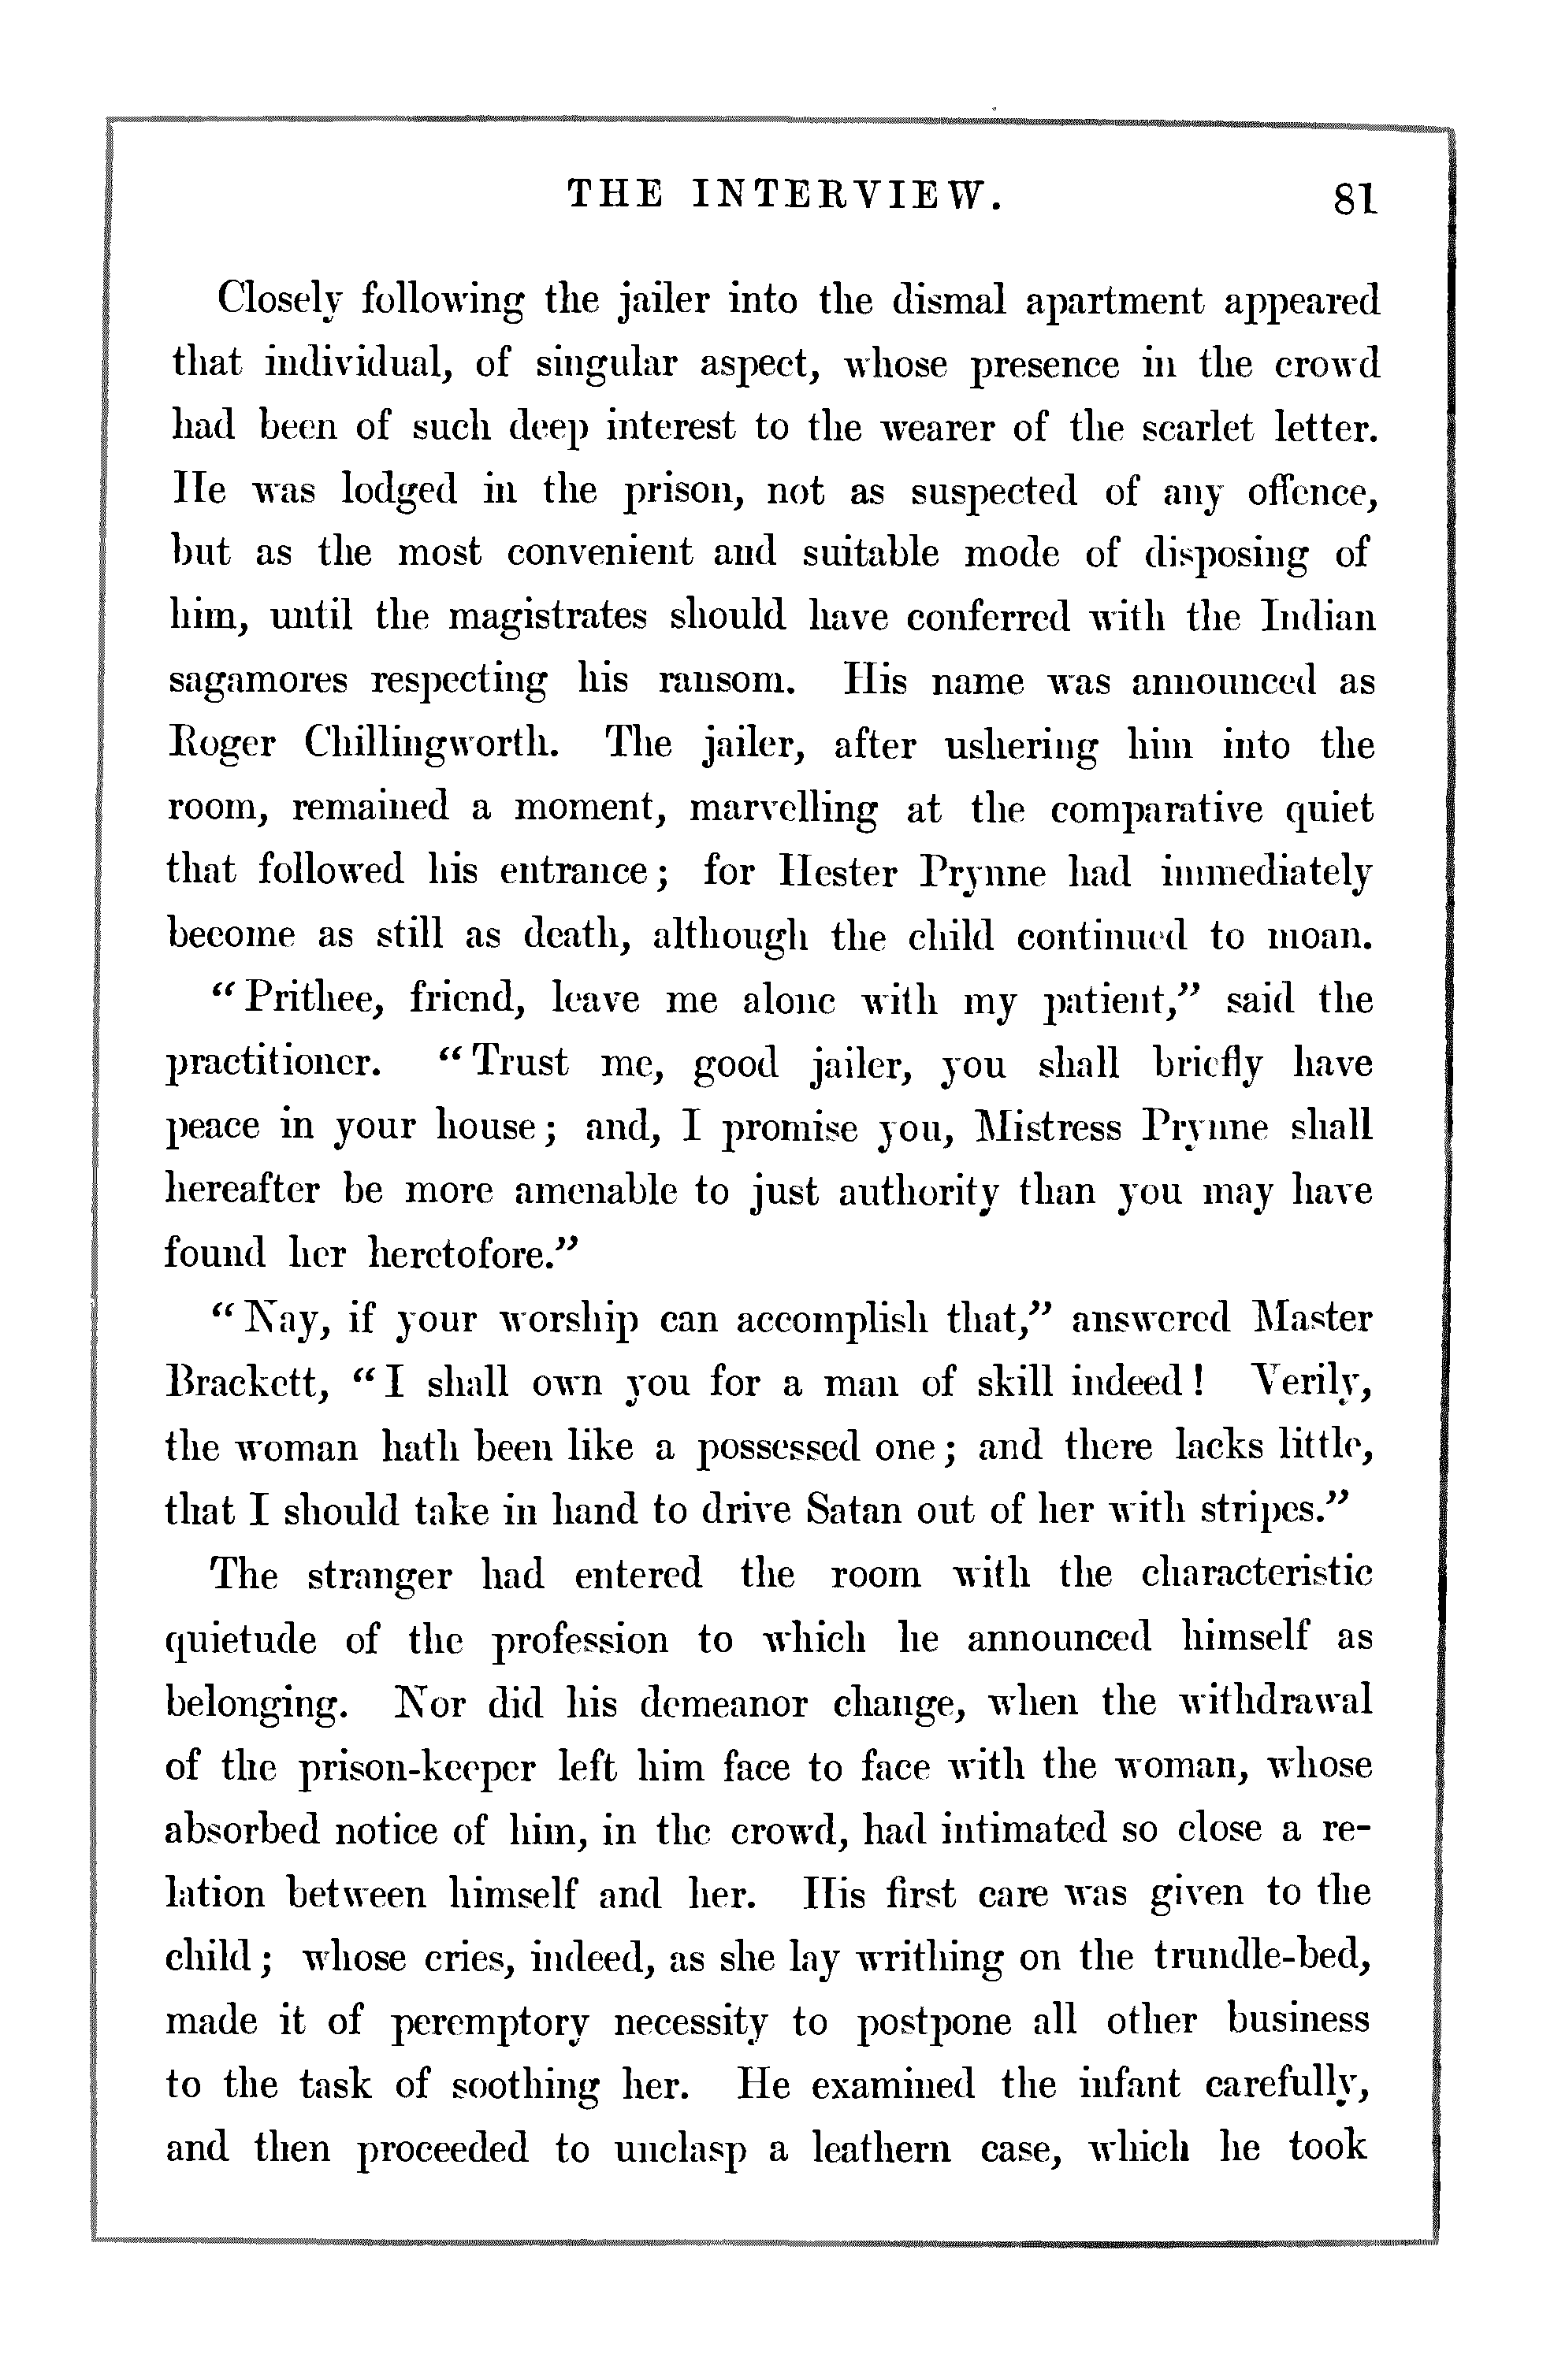 THE INTERVIEW. 81
Closely following the jailer into the dismal apartment appeared
that individual, of singular aspect, whose presence in the crowd
had been of such deep interest to the wearer of the scarlet letter.
He was lodged in the prison, not as suspected of any offence,
but as the most convenient and suitable mode of disposing of
him, until the magistrates should have conferred with the Indian
sagamores respecting his ransom. His name was announced as
Roger Chillingworth. The jailer, after ushering him into the
room, remained a moment, marvelling at the comparative quiet
that followed his entrance; for Hester Prynne had immediately
become as still as death, although the child continued to moan.
“Prithee, friend, leave me alone with my patient,” said the
practitioner. “Trust me, good jailer, you shall briefly have
peace in your house; and, I promise you, Mistress Prynne shall
hereafter be more amenable to just authority than you may have
found her heretofore.”
“Nay, if your worship can accomplish that,” answered Master
Brackett, “I shall own you for a man of skill indeed! Verily,
the woman hath been like a possessed one; and there lacks little,
that I should take in hand to drive Satan out of her with stripes.”
The stranger had entered the room with the characteristic
quietude of the profession to which he announced himself as
belonging. Nor did his demeanor change, when the withdrawal
of the prison-keeper left him face to face with the woman, whose
absorbed notice of him, in the crowd, had intimated so close a re-
lation between himself and her. His first care was given to the
child; whose cries, indeed, as she lay writhing on the trundle-bed,
made it of peremptory necessity to postpone all other business
to the task of soothing her. He examined the infant carefully,
and then proceeded to unclasp a leathern case, which he took